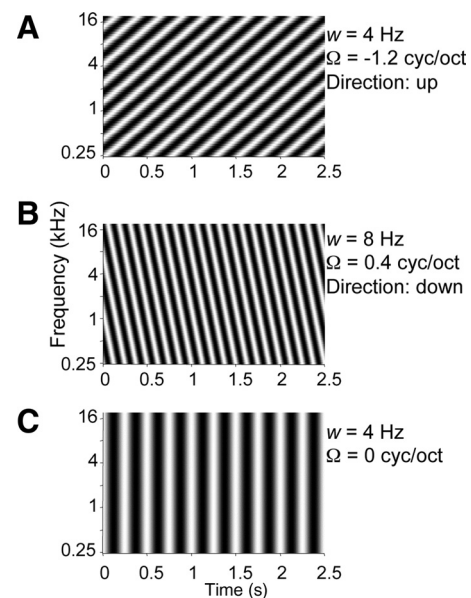 A
16
4
1
0.25
0 0.5 1 1.5 2 2.5
w = 4 Hz
Ω = -1.2 cyc/oct
Direction: up
B
Frequency (kHz)
16
4
1
0.25
0 0.5 1 1.5 2 2.5
w = 8 Hz
Ω = 0.4 cyc/oct
Direction: down
C
16
4
1
0.25
0 0.5 1 1.5 2 2.5
Time (s)
w = 4 Hz
Ω = 0 cyc/oct